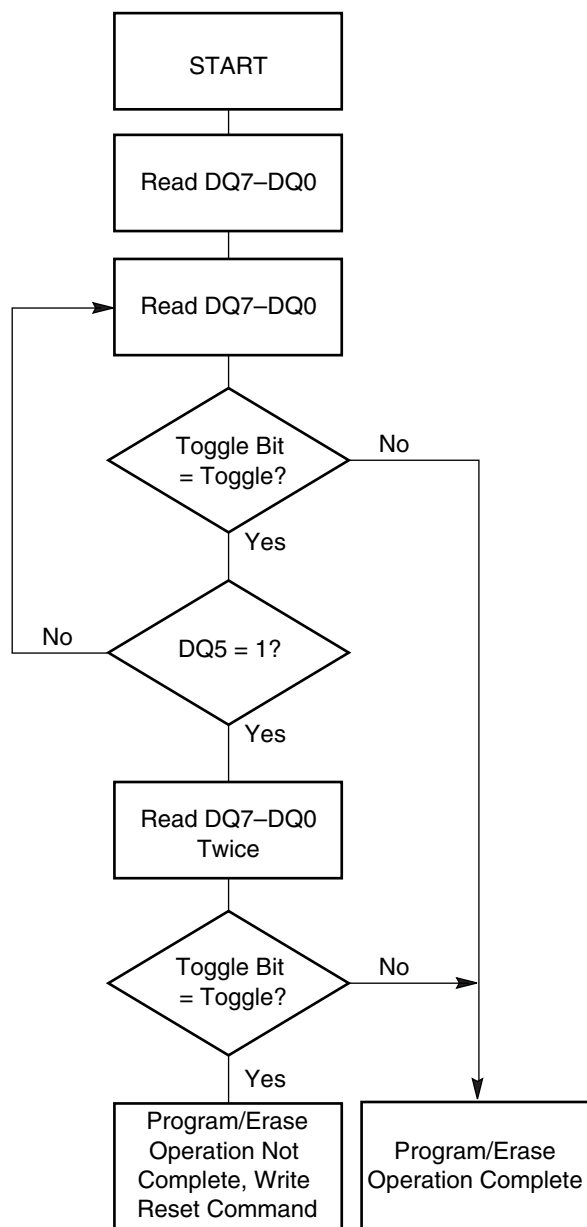 START
Read DQ7–DQ0
Read DQ7–DQ0
Toggle Bit
= Toggle?
No
Yes
No
DQ5 = 1?
Yes
Read DQ7–DQ0
Twice
Toggle Bit
= Toggle?
No
Yes
Program/Erase
Operation Not
Complete, Write
Reset Command
Program/Erase
Operation Complete